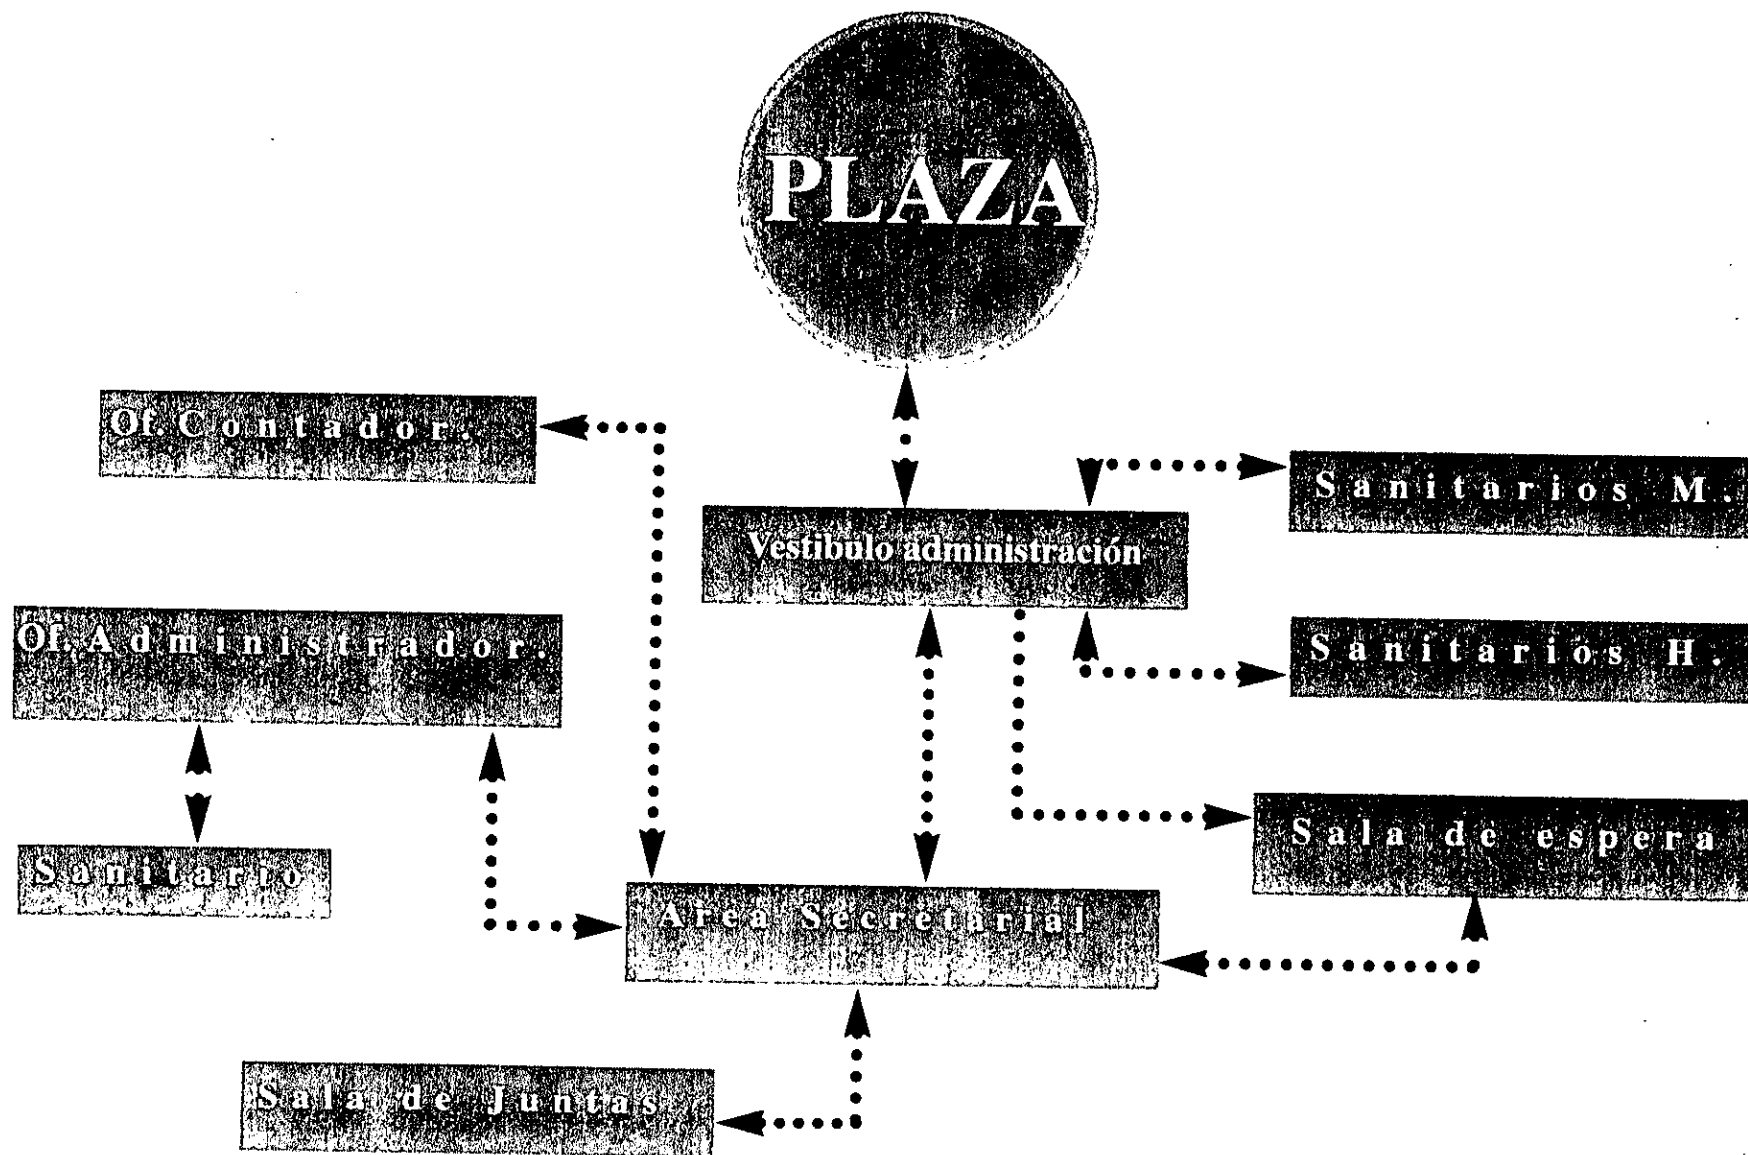 PLAZA
Of. Contador.
Sanitarios M.
Vestibulo administración
Of. Administrador.
Sanitarios H.
Sala de espera
Sanitario
Area Secretarial
Sala de Juntas